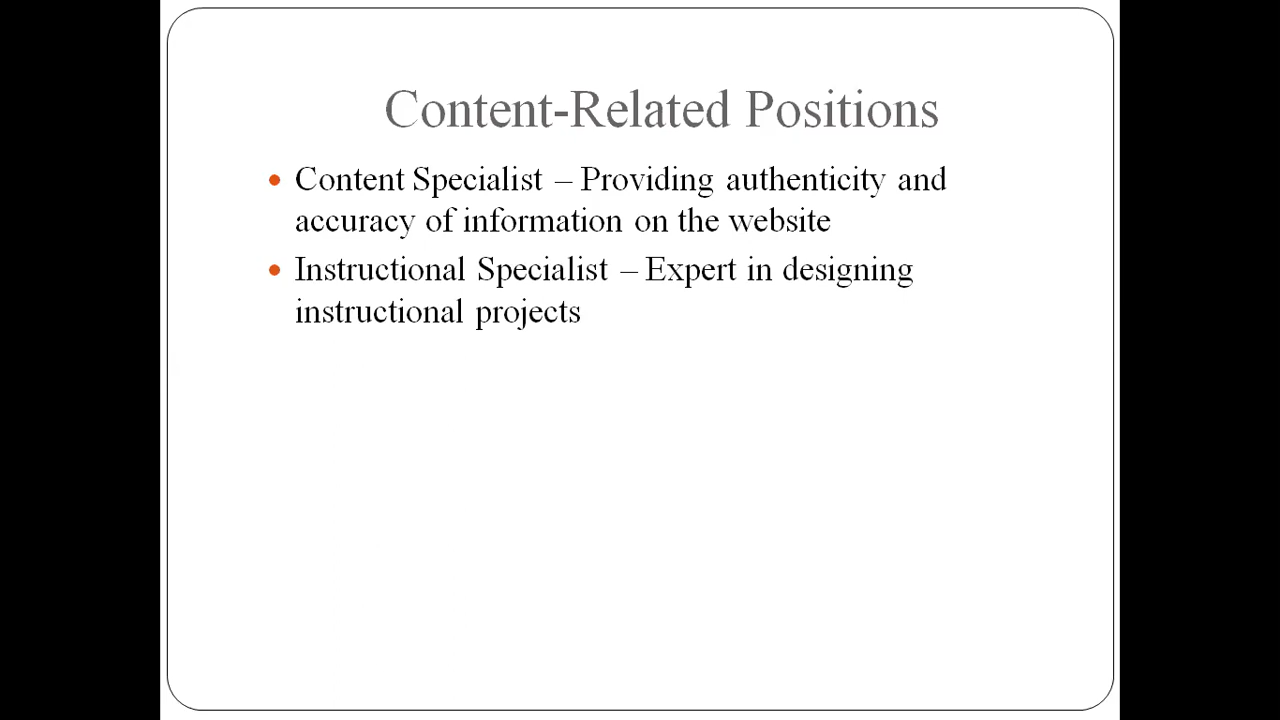 Content-Related Positions
• Content Specialist – Providing authenticity and
accuracy of information on the website
• Instructional Specialist – Expert in designing
instructional projects